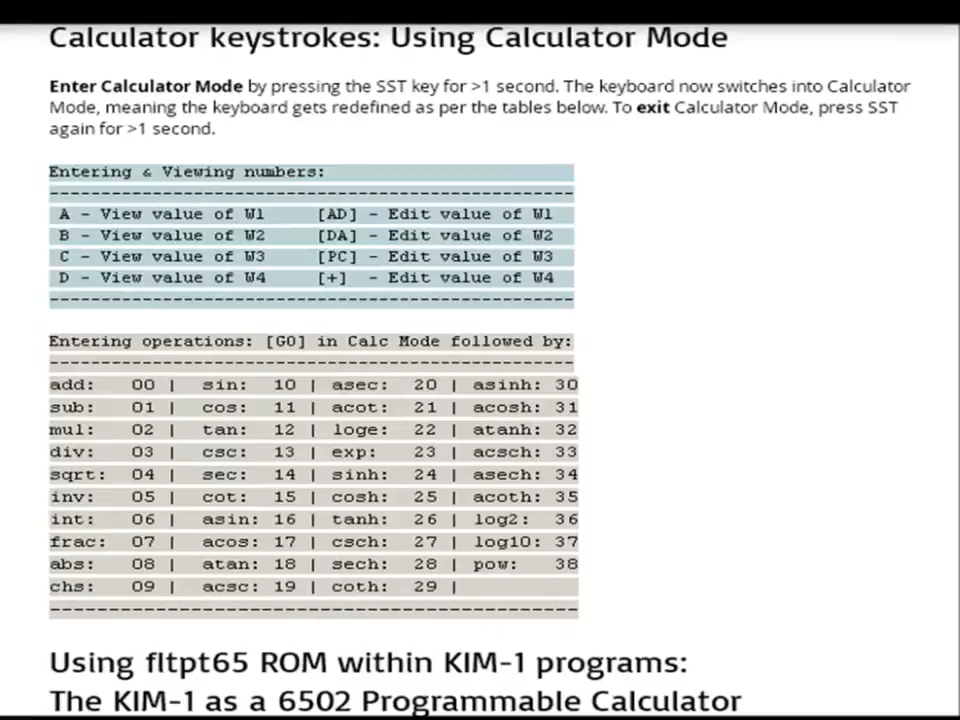 Calculator keystrokes: Using Calculator Mode
Enter Calculator Mode by pressing the SST key for >1 second. The keyboard now switches into Calculator
Mode, meaning the keyboard gets redefined as per the tables below. To exit Calculator Mode, press SST
again for >1 second.
Entering & Viewing numbers:
---------------------------------------------------
A - View value of W1     [AD] - Edit value of W1
B - View value of W2     [DA] - Edit value of W2
C - View value of W3     [PC] - Edit value of W3
D - View value of W4     [+]  - Edit value of W4
---------------------------------------------------
Entering operations: [GO] in Calc Mode followed by:
---------------------------------------------------
add:   00 |  sin:  10 | asec:  20 | asinh: 30
sub:   01 |  cos:  11 | acot:  21 | acosh: 31
mul:   02 |  tan:  12 | loge:  22 | atanh: 32
div:   03 |  csc:  13 | exp:   23 | acsch: 33
sqrt:  04 |  sec:  14 | sinh:  24 | asech: 34
inv:   05 |  cot:  15 | cosh:  25 | acoth: 35
int:   06 |  asin: 16 | tanh:  26 | log2:  36
frac:  07 |  acos: 17 | csch:  27 | log10: 37
abs:   08 |  atan: 18 | sech:  28 | pow:   38
chs:   09 |  acsc: 19 | coth:  29 |
---------------------------------------------------
Using fltpt65 ROM within KIM-1 programs:
The KIM-1 as a 6502 Programmable Calculator